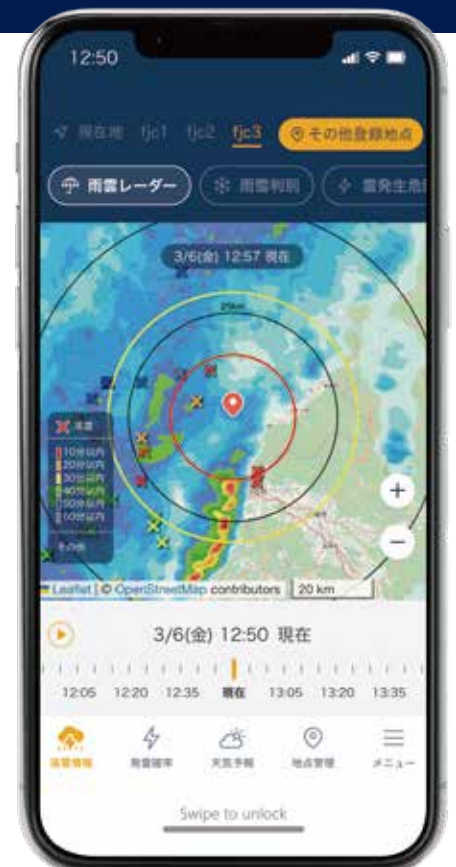 12:50
現在地 fjc1 fjc2 fjc3 その他登録地点
雨雲レーダー 雨雲判別 雷発生危
3/6(金) 12:57 現在
25km
10分以内
20分以内
30分以内
40分以内
50分以内
60分以内
その他
+
−
Leaflet | © OpenStreetMap contributors 20 km
3/6(金) 12:50 現在
12:05 12:20 12:35 現在 13:05 13:20 13:35
落雷情報 発雷確率 天気予報 地点管理 メニュー
Swipe to unlock